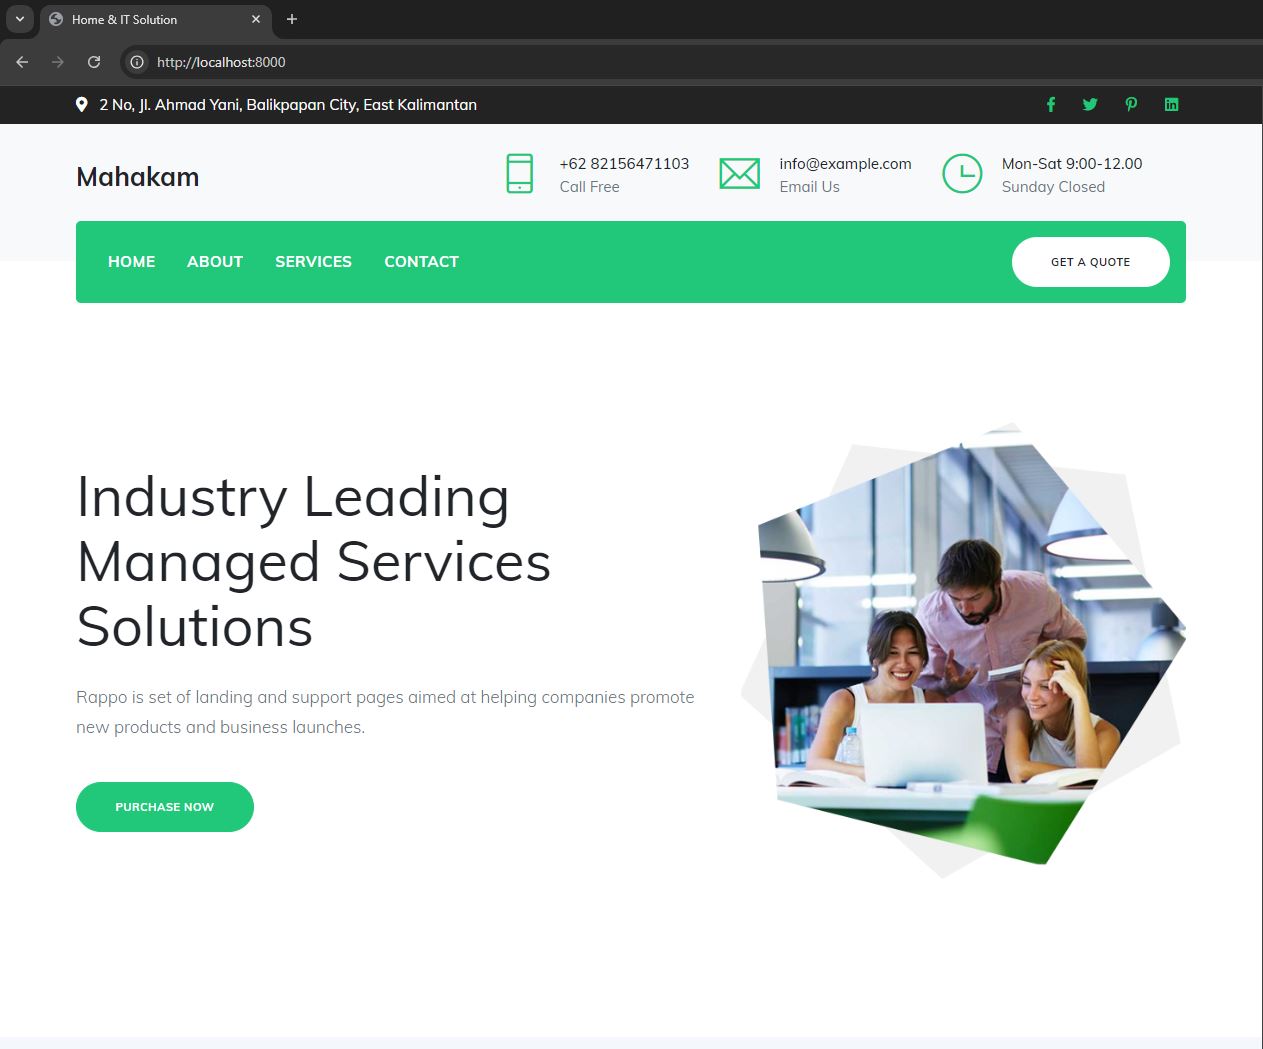 Home & IT Solution
http://localhost:8000
2 No, Jl. Ahmad Yani, Balikpapan City, East Kalimantan
Mahakam
+62 82156471103
Call Free
info@example.com
Email Us
Mon-Sat 9:00-12.00
Sunday Closed
HOME ABOUT SERVICES CONTACT
GET A QUOTE
Industry Leading
Managed Services
Solutions
Rappo is set of landing and support pages aimed at helping companies promote
new products and business launches.
PURCHASE NOW